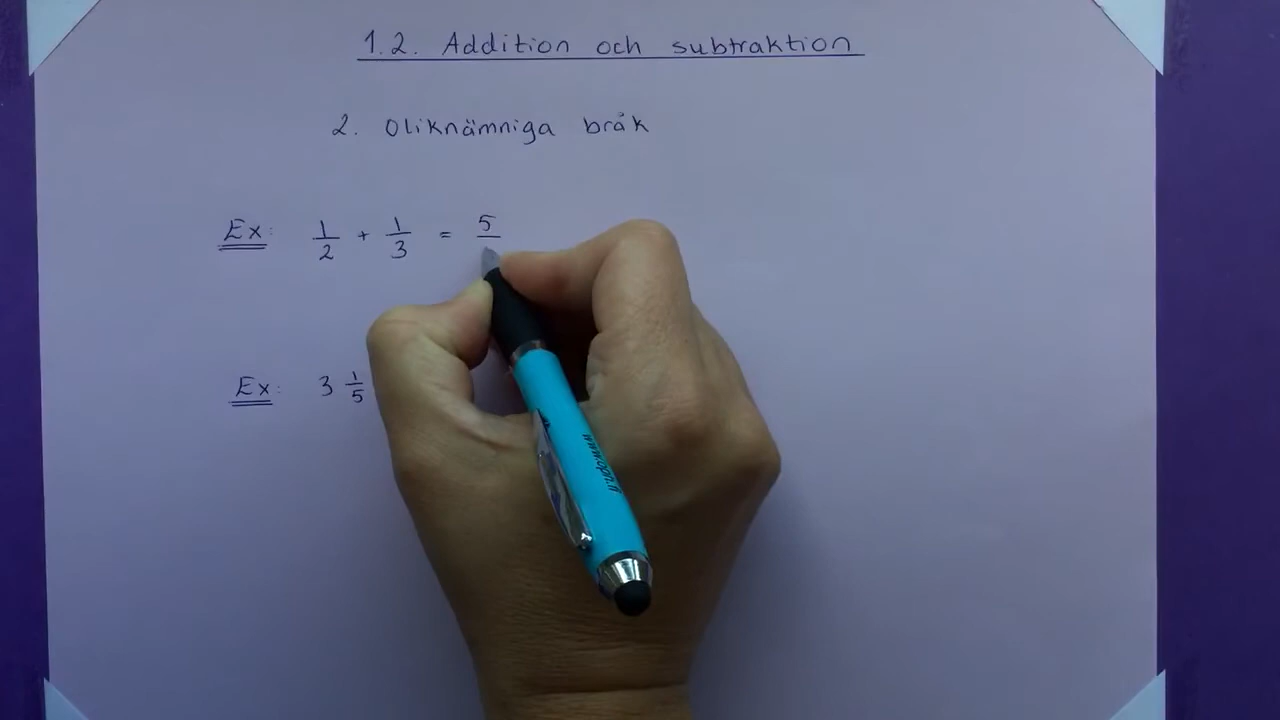 1.2. Addition och subtraktion
2. Oliknämniga bråk
Ex: 1/2 + 1/3 = 5/
Ex: 3 1/5